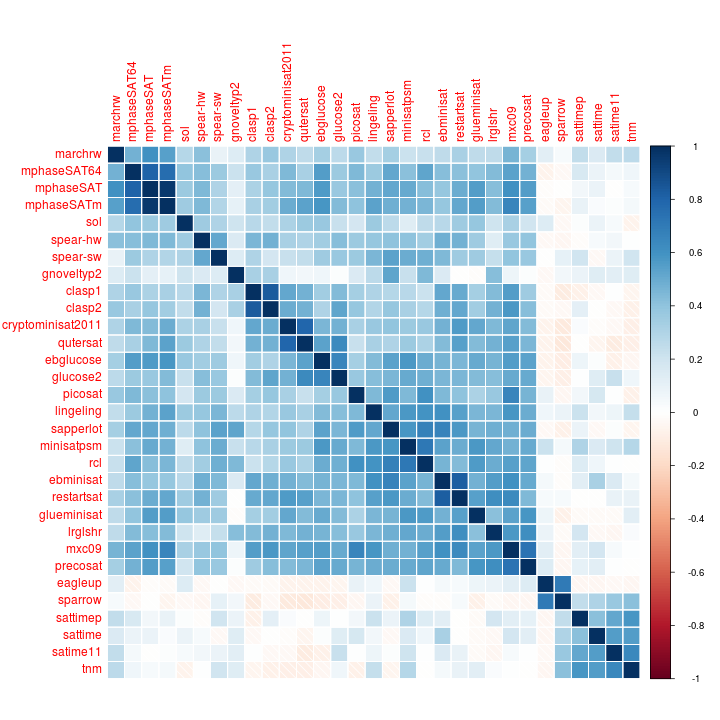 marchrw
mphaseSAT64
mphaseSAT
mphaseSATm
sol
spear-hw
spear-sw
gnoveltyp2
clasp1
clasp2
cryptominisat2011
qutersat
ebglucose
glucose2
picosat
lingeling
sapperlot
minisatpsm
rcl
ebminisat
restartsat
glueminisat
lrglshr
mxc09
precosat
eagleup
sparrow
sattimep
sattime
satime11
tnm
marchrw
mphaseSAT64
mphaseSAT
mphaseSATm
sol
spear-hw
spear-sw
gnoveltyp2
clasp1
clasp2
cryptominisat2011
qutersat
ebglucose
glucose2
picosat
lingeling
sapperlot
minisatpsm
rcl
ebminisat
restartsat
glueminisat
lrglshr
mxc09
precosat
eagleup
sparrow
sattimep
sattime
satime11
tnm
1
0.8
0.6
0.4
0.2
0
-0.2
-0.4
-0.6
-0.8
-1